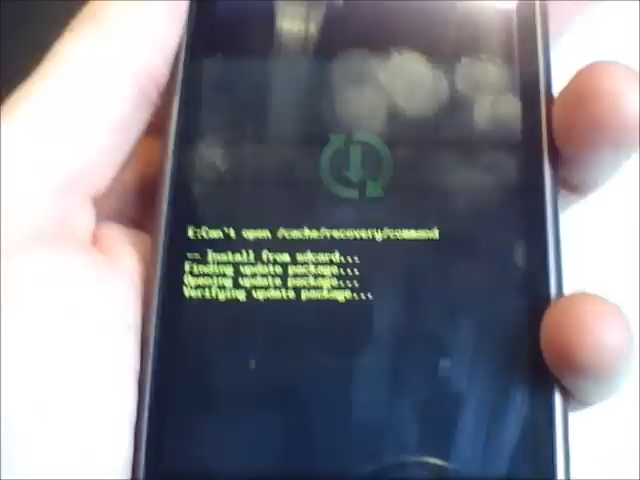 E:Can't open /cache/recovery/command
-- Install from sdcard...
Finding update package...
Opening update package...
Verifying update package...